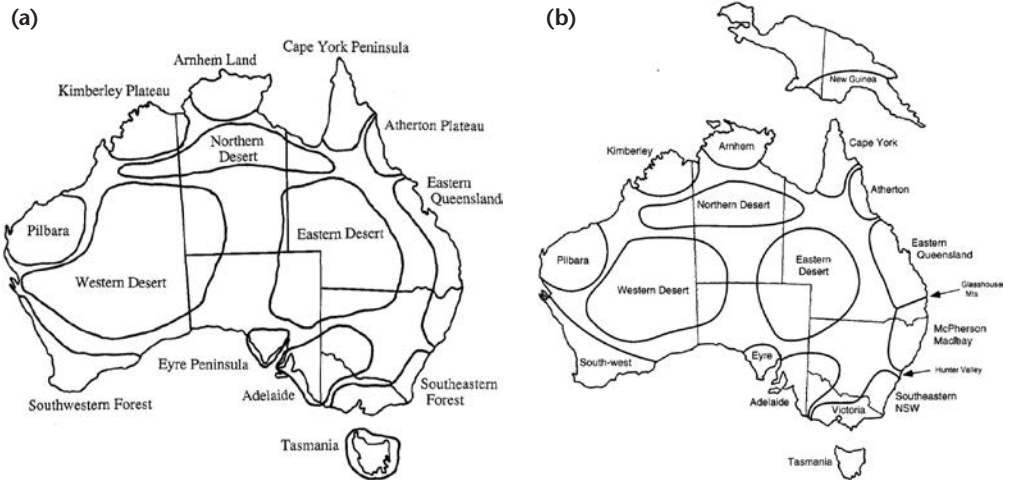 (a)
Cape York Peninsula
Arnhem Land
Kimberley Plateau
Atherton Plateau
Northern
Desert
Eastern
Queensland
Pilbara
Eastern Desert
Western Desert
Eyre Peninsula
Adelaide
Southeastern
Forest
Southwestern Forest
Tasmania
(b)
New Guinea
Kimberley
Arnhem
Cape York
Atherton
Northern Desert
Eastern
Queensland
Pilbara
Eastern
Desert
Western Desert
Glasshouse
Mts
McPherson
Macleay
South-west
Eyre
Hunter Valley
Adelaide
Victoria
Southeastern
NSW
Tasmania